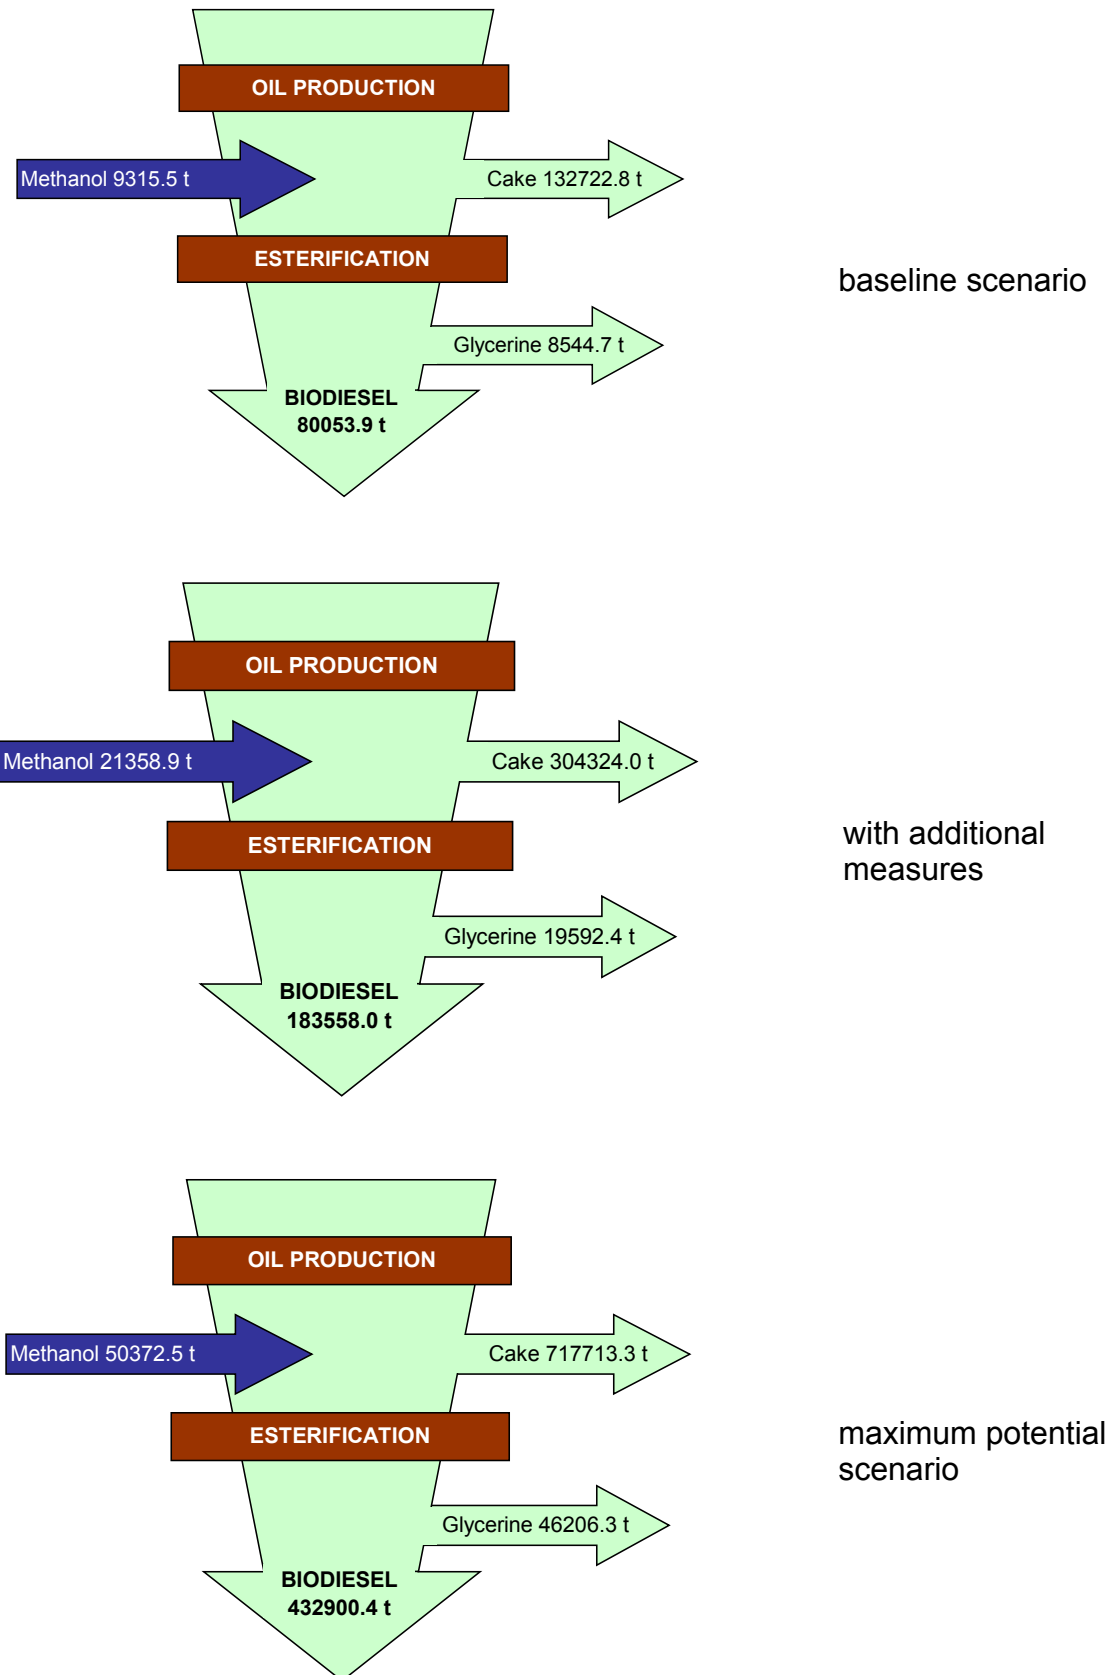 OIL PRODUCTION
Methanol 9315.5 t
Cake 132722.8 t
ESTERIFICATION
baseline scenario
Glycerine 8544.7 t
BIODIESEL
80053.9 t
OIL PRODUCTION
Methanol 21358.9 t
Cake 304324.0 t
ESTERIFICATION
with additional
measures
Glycerine 19592.4 t
BIODIESEL
183558.0 t
OIL PRODUCTION
Methanol 50372.5 t
Cake 717713.3 t
ESTERIFICATION
maximum potential
scenario
Glycerine 46206.3 t
BIODIESEL
432900.4 t